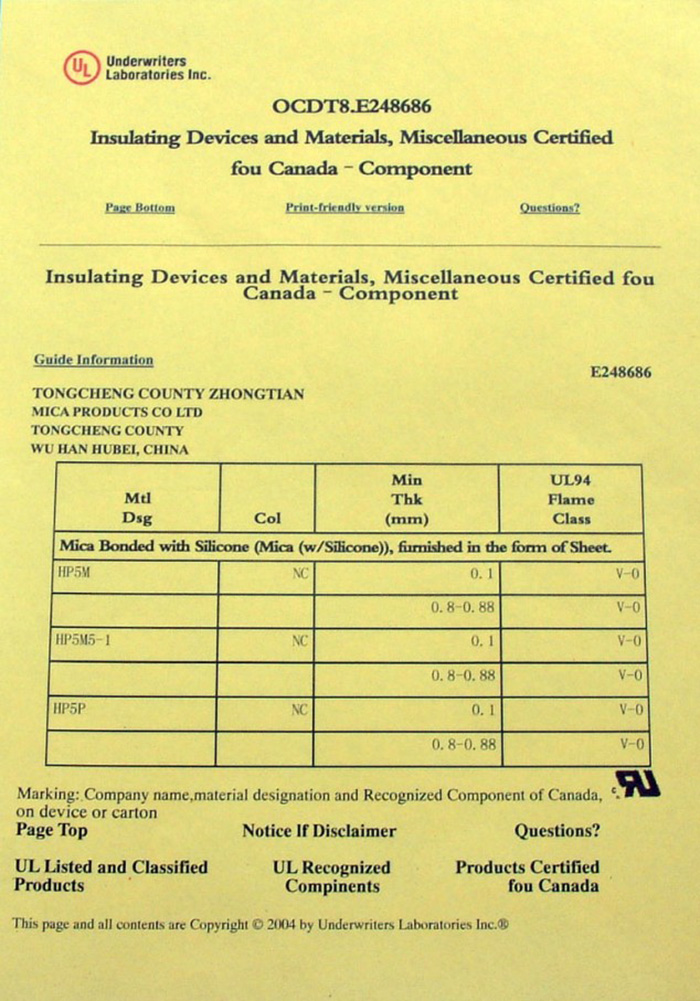 UL Underwriters
Laboratories Inc.
OCDT8.E248686
Insulating Devices and Materials, Miscellaneous Certified
fou Canada - Component
Page Bottom Print-friendly version Questions?
Insulating Devices and Materials, Miscellaneous Certified fou
Canada - Component
Guide Information
E248686
TONGCHENG COUNTY ZHONGTIAN
MICA PRODUCTS CO LTD
TONGCHENG COUNTY
WU HAN HUBEI, CHINA
Mtl Dsg Col Min Thk (mm) UL94 Flame Class
Mica Bonded with Silicone (Mica (w/Silicone)), furnished in the form of Sheet.
HP5M NC 0.1 V-0
0.8-0.88 V-0
HP5M5-1 NC 0.1 V-0
0.8-0.88 V-0
HP5P NC 0.1 V-0
0.8-0.88 V-0
Marking: Company name,material designation and Recognized Component of Canada,
on device or carton
Page Top Notice If Disclaimer Questions?
UL Listed and Classified UL Recognized Products Certified
Products Compinents fou Canada
This page and all contents are Copyright © 2004 by Underwriters Laboratories Inc.®